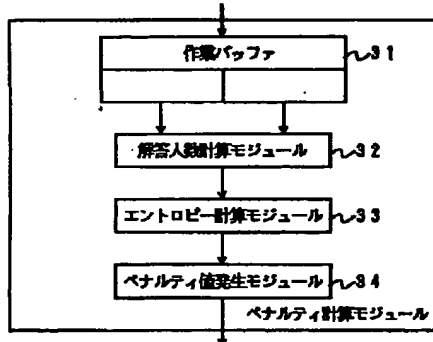 作業バッファ 31
解答人数計算モジュール 32
エントロピー計算モジュール 33
ペナルティ値発生モジュール 34
ペナルティ計算モジュール